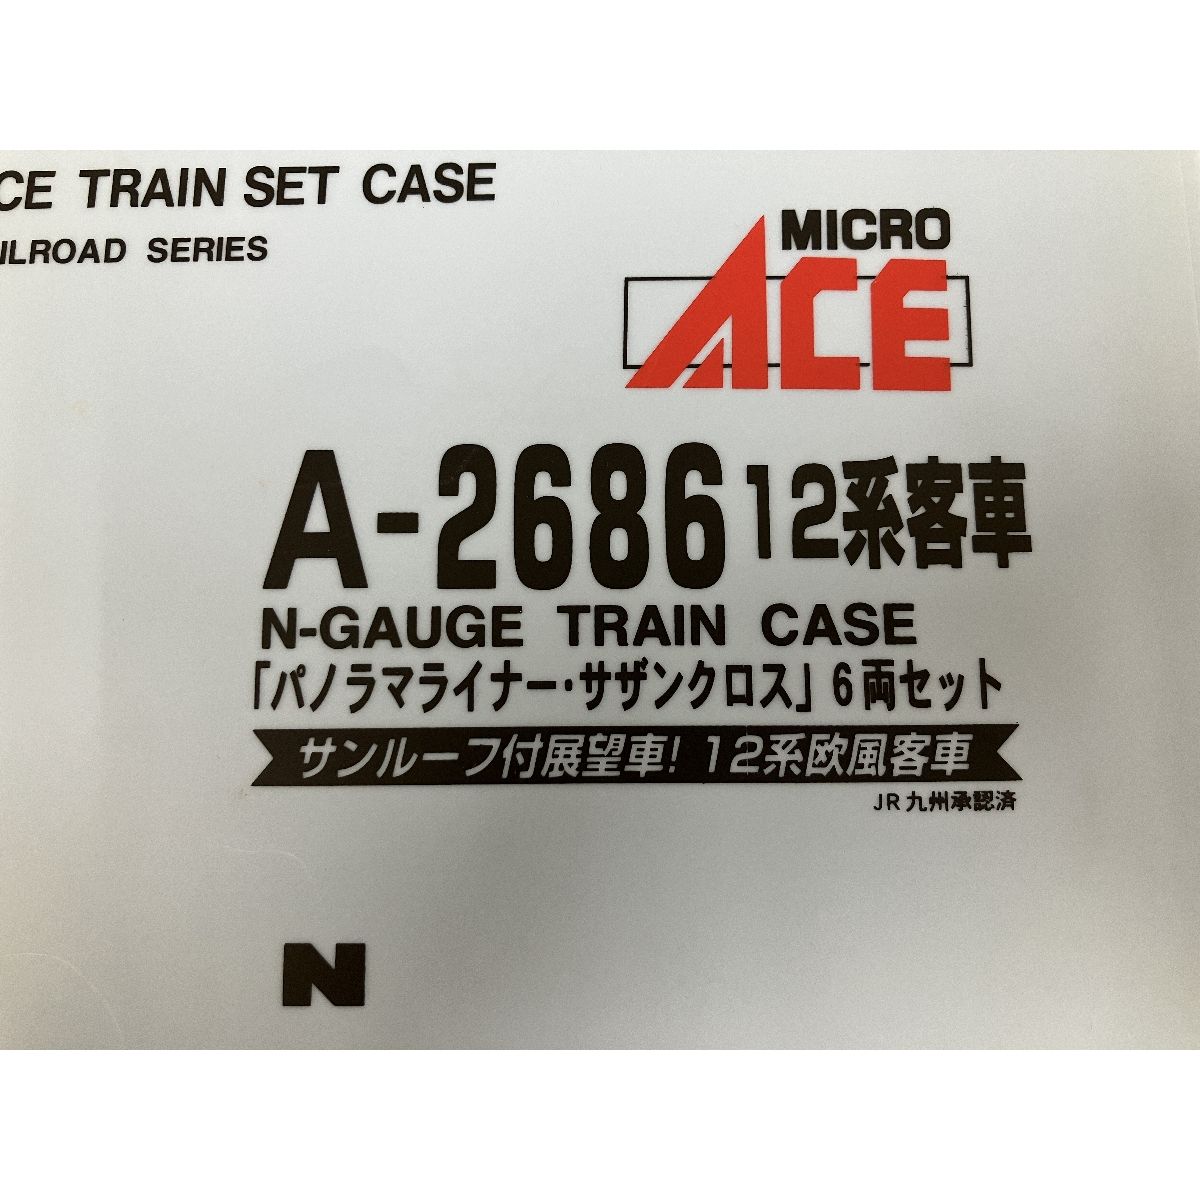 CE TRAIN SET CASE
ILROAD SERIES
MICRO
ACE
A-2686 12系客車
N-GAUGE TRAIN CASE
「パノラマライナー・サザンクロス」6両セット
サンルーフ付展望車! 12系欧風客車
JR九州承認済
N